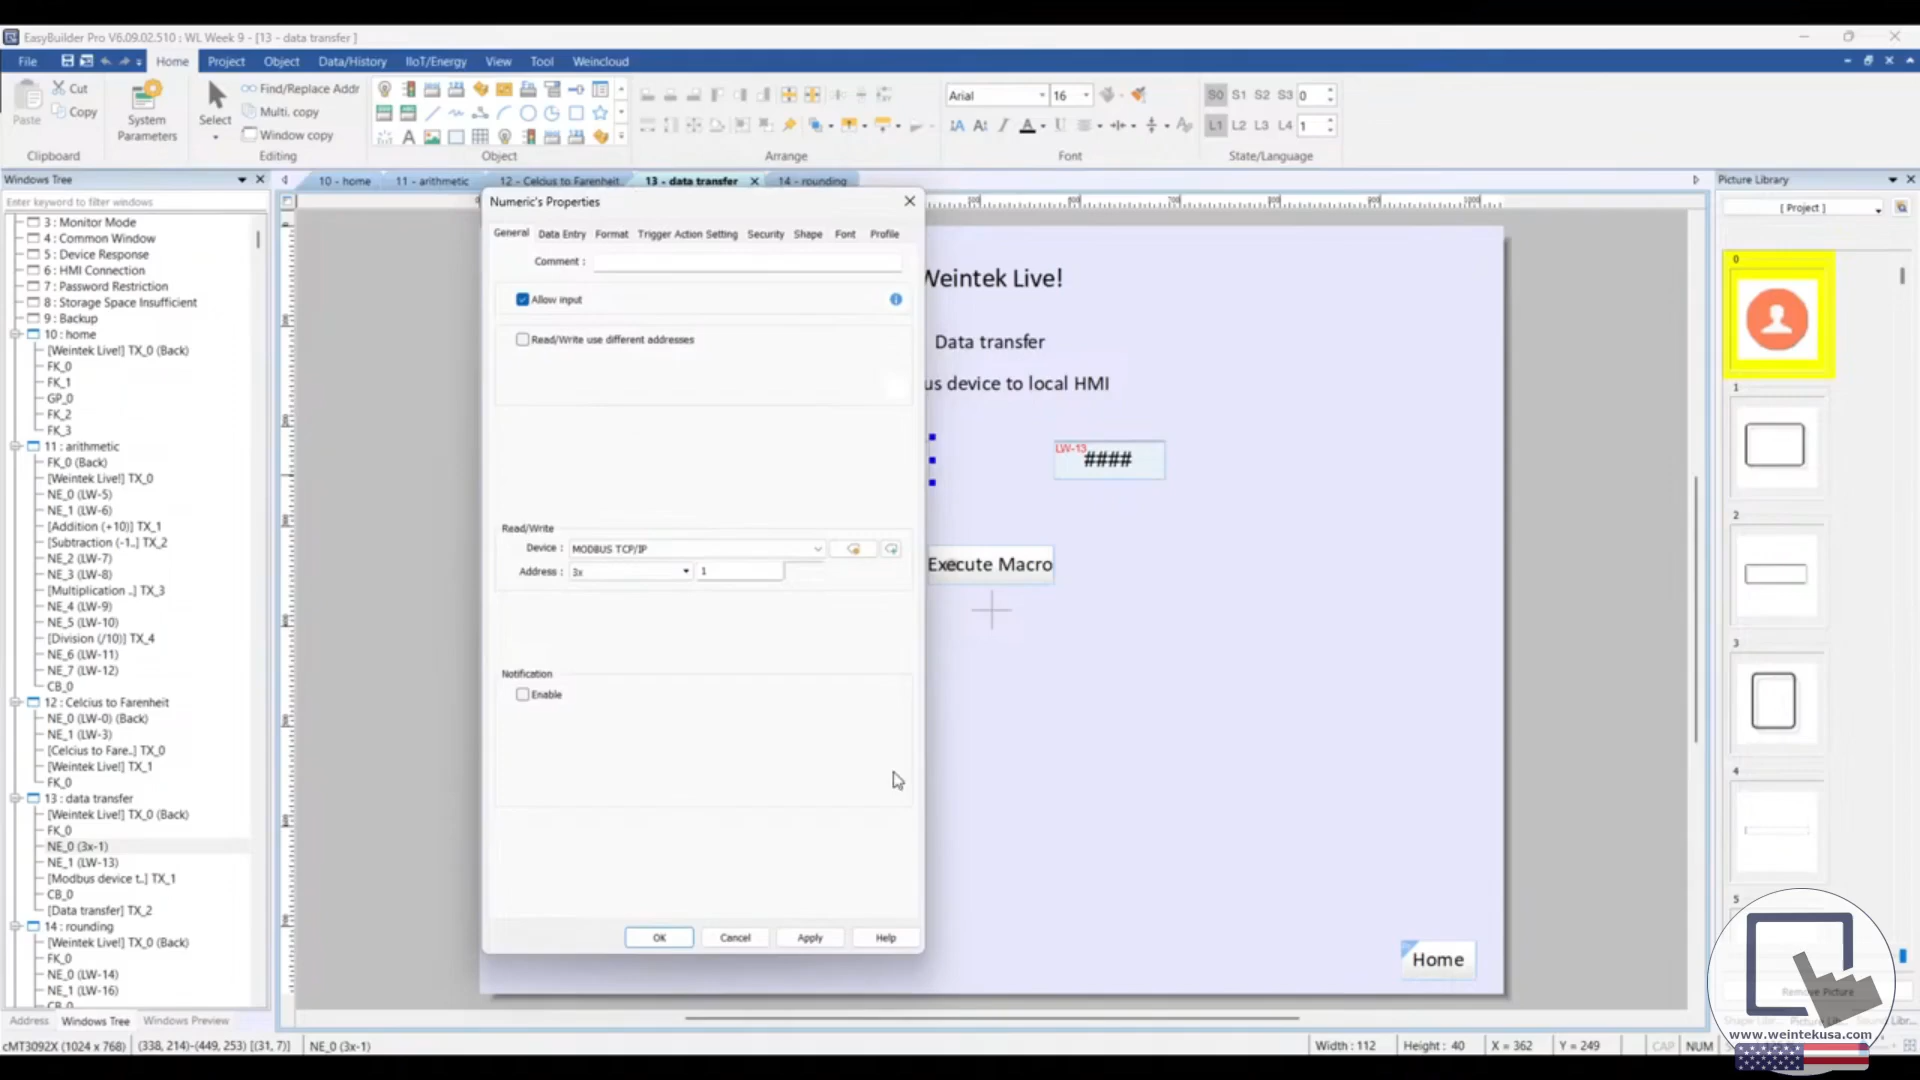 EasyBuilder Pro V6.09.02.510 : WL Week 9 - [13 - data transfer ]
File Home Project Object Data/History IIoT/Energy View Tool Weincloud
Paste Cut Copy
System Parameters
Select
Find/Replace Addr
Multi. copy
Window copy
Arial 16
S0 S1 S2 S3 0
L1 L2 L3 L4 1
Clipboard Editing Object Arrange Font State/Language
Windows Tree
10 - home 11 - arithmetic 12 - Celcius to Farenheit 13 - data transfer 14 - rounding
Picture Library
Enter keyword to filter windows
[ Project ]
3 : Monitor Mode
4 : Common Window
5 : Device Response
6 : HMI Connection
7 : Password Restriction
8 : Storage Space Insufficient
9 : Backup
10 : home
[Weintek Live!] TX_0 (Back)
FK_0
FK_1
GP_0
FK_2
FK_3
11 : arithmetic
FK_0 (Back)
[Weintek Live!] TX_0
NE_0 (LW-5)
NE_1 (LW-6)
[Addition (+10)] TX_1
[Subtraction (-1..] TX_2
NE_2 (LW-7)
NE_3 (LW-8)
[Multiplication ..] TX_3
NE_4 (LW-9)
NE_5 (LW-10)
[Division (/10)] TX_4
NE_6 (LW-11)
NE_7 (LW-12)
CB_0
12 : Celcius to Farenheit
NE_0 (LW-0) (Back)
NE_1 (LW-3)
[Celcius to Fare..] TX_0
[Weintek Live!] TX_1
FK_0
13 : data transfer
[Weintek Live!] TX_0 (Back)
FK_0
NE_0 (3x-1)
NE_1 (LW-13)
[Modbus device t..] TX_1
CB_0
[Data transfer] TX_2
14 : rounding
[Weintek Live!] TX_0 (Back)
FK_0
NE_0 (LW-14)
NE_1 (LW-16)
CB_0
Address Windows Tree Windows Preview
Numeric's Properties
General Data Entry Format Trigger Action Setting Security Shape Font Profile
Comment :
Allow input
Read/Write use different addresses
Read/Write
Device : MODBUS TCP/IP
Address : 3x 1
Notification
Enable
OK Cancel Apply Help
Weintek Live!
Data transfer
us device to local HMI
LW-13
####
Execute Macro
Home
0
1
2
3
4
5
Remove Picture
www.weintekusa.com
cMT3092X (1024 x 768) (338, 214)-(449, 253) [(31, 7)] NE_0 (3x-1) Width : 112 Height : 40 X = 362 Y = 249 CAP NUM